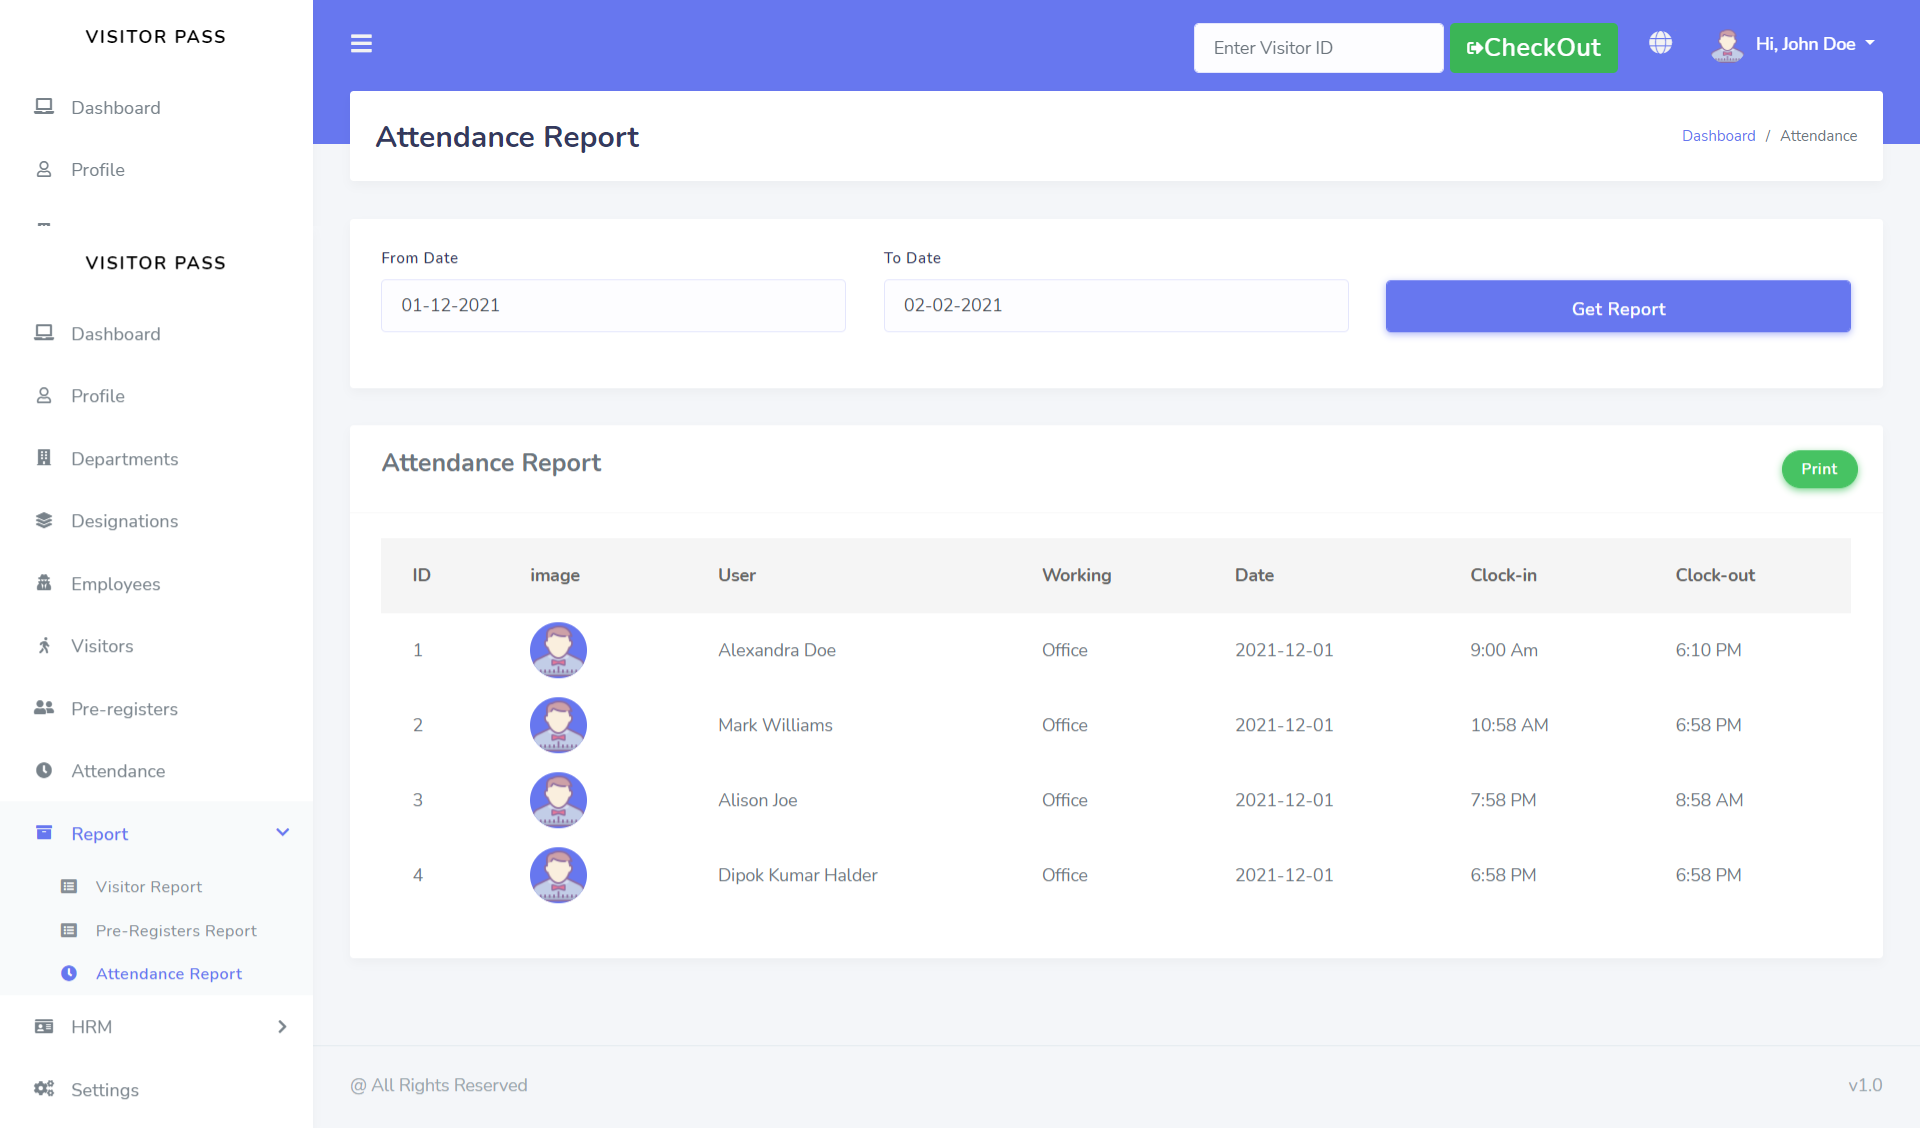 VISITOR PASS
Dashboard
Profile
VISITOR PASS
Dashboard
Profile
Departments
Designations
Employees
Visitors
Pre-registers
Attendance
Report
Visitor Report
Pre-Registers Report
Attendance Report
HRM
Settings
Enter Visitor ID
CheckOut
Hi, John Doe
Attendance Report
Dashboard / Attendance
From Date
To Date
01-12-2021
02-02-2021
Get Report
Attendance Report
Print
ID image User Working Date Clock-in Clock-out
1 Alexandra Doe Office 2021-12-01 9:00 Am 6:10 PM
2 Mark Williams Office 2021-12-01 10:58 AM 6:58 PM
3 Alison Joe Office 2021-12-01 7:58 PM 8:58 AM
4 Dipok Kumar Halder Office 2021-12-01 6:58 PM 6:58 PM
@ All Rights Reserved
v1.0